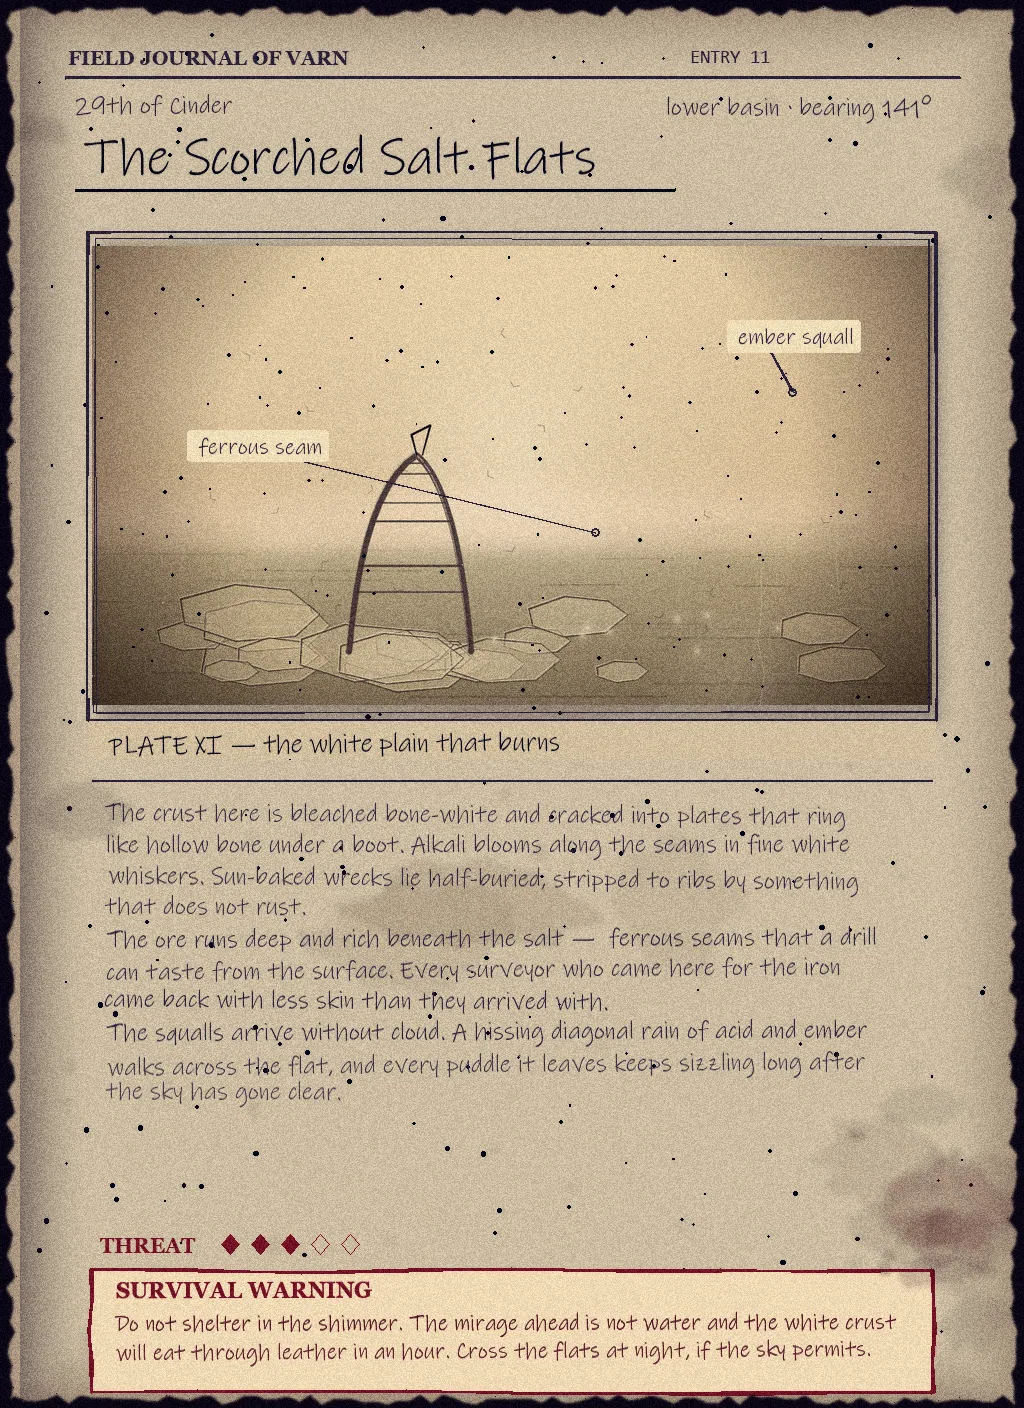 FIELD JOURNAL OF VARN
ENTRY 11
29th of Cinder
lower basin · bearing 141°
The Scorched Salt Flats
ember squall
ferrous seam
PLATE XI — the white plain that burns
The crust here is bleached bone-white and cracked into plates that ring
like hollow bone under a boot. Alkali blooms along the seams in fine white
whiskers. Sun-baked wrecks lie half-buried, stripped to ribs by something
that does not rust.
The ore runs deep and rich beneath the salt — ferrous seams that a drill
can taste from the surface. Every surveyor who came here for the iron
came back with less skin than they arrived with.
The squalls arrive without cloud. A hissing diagonal rain of acid and ember
walks across the flat, and every puddle it leaves keeps sizzling long after
the sky has gone clear.
THREAT
SURVIVAL WARNING
Do not shelter in the shimmer. The mirage ahead is not water and the white crust
will eat through leather in an hour. Cross the flats at night, if the sky permits.